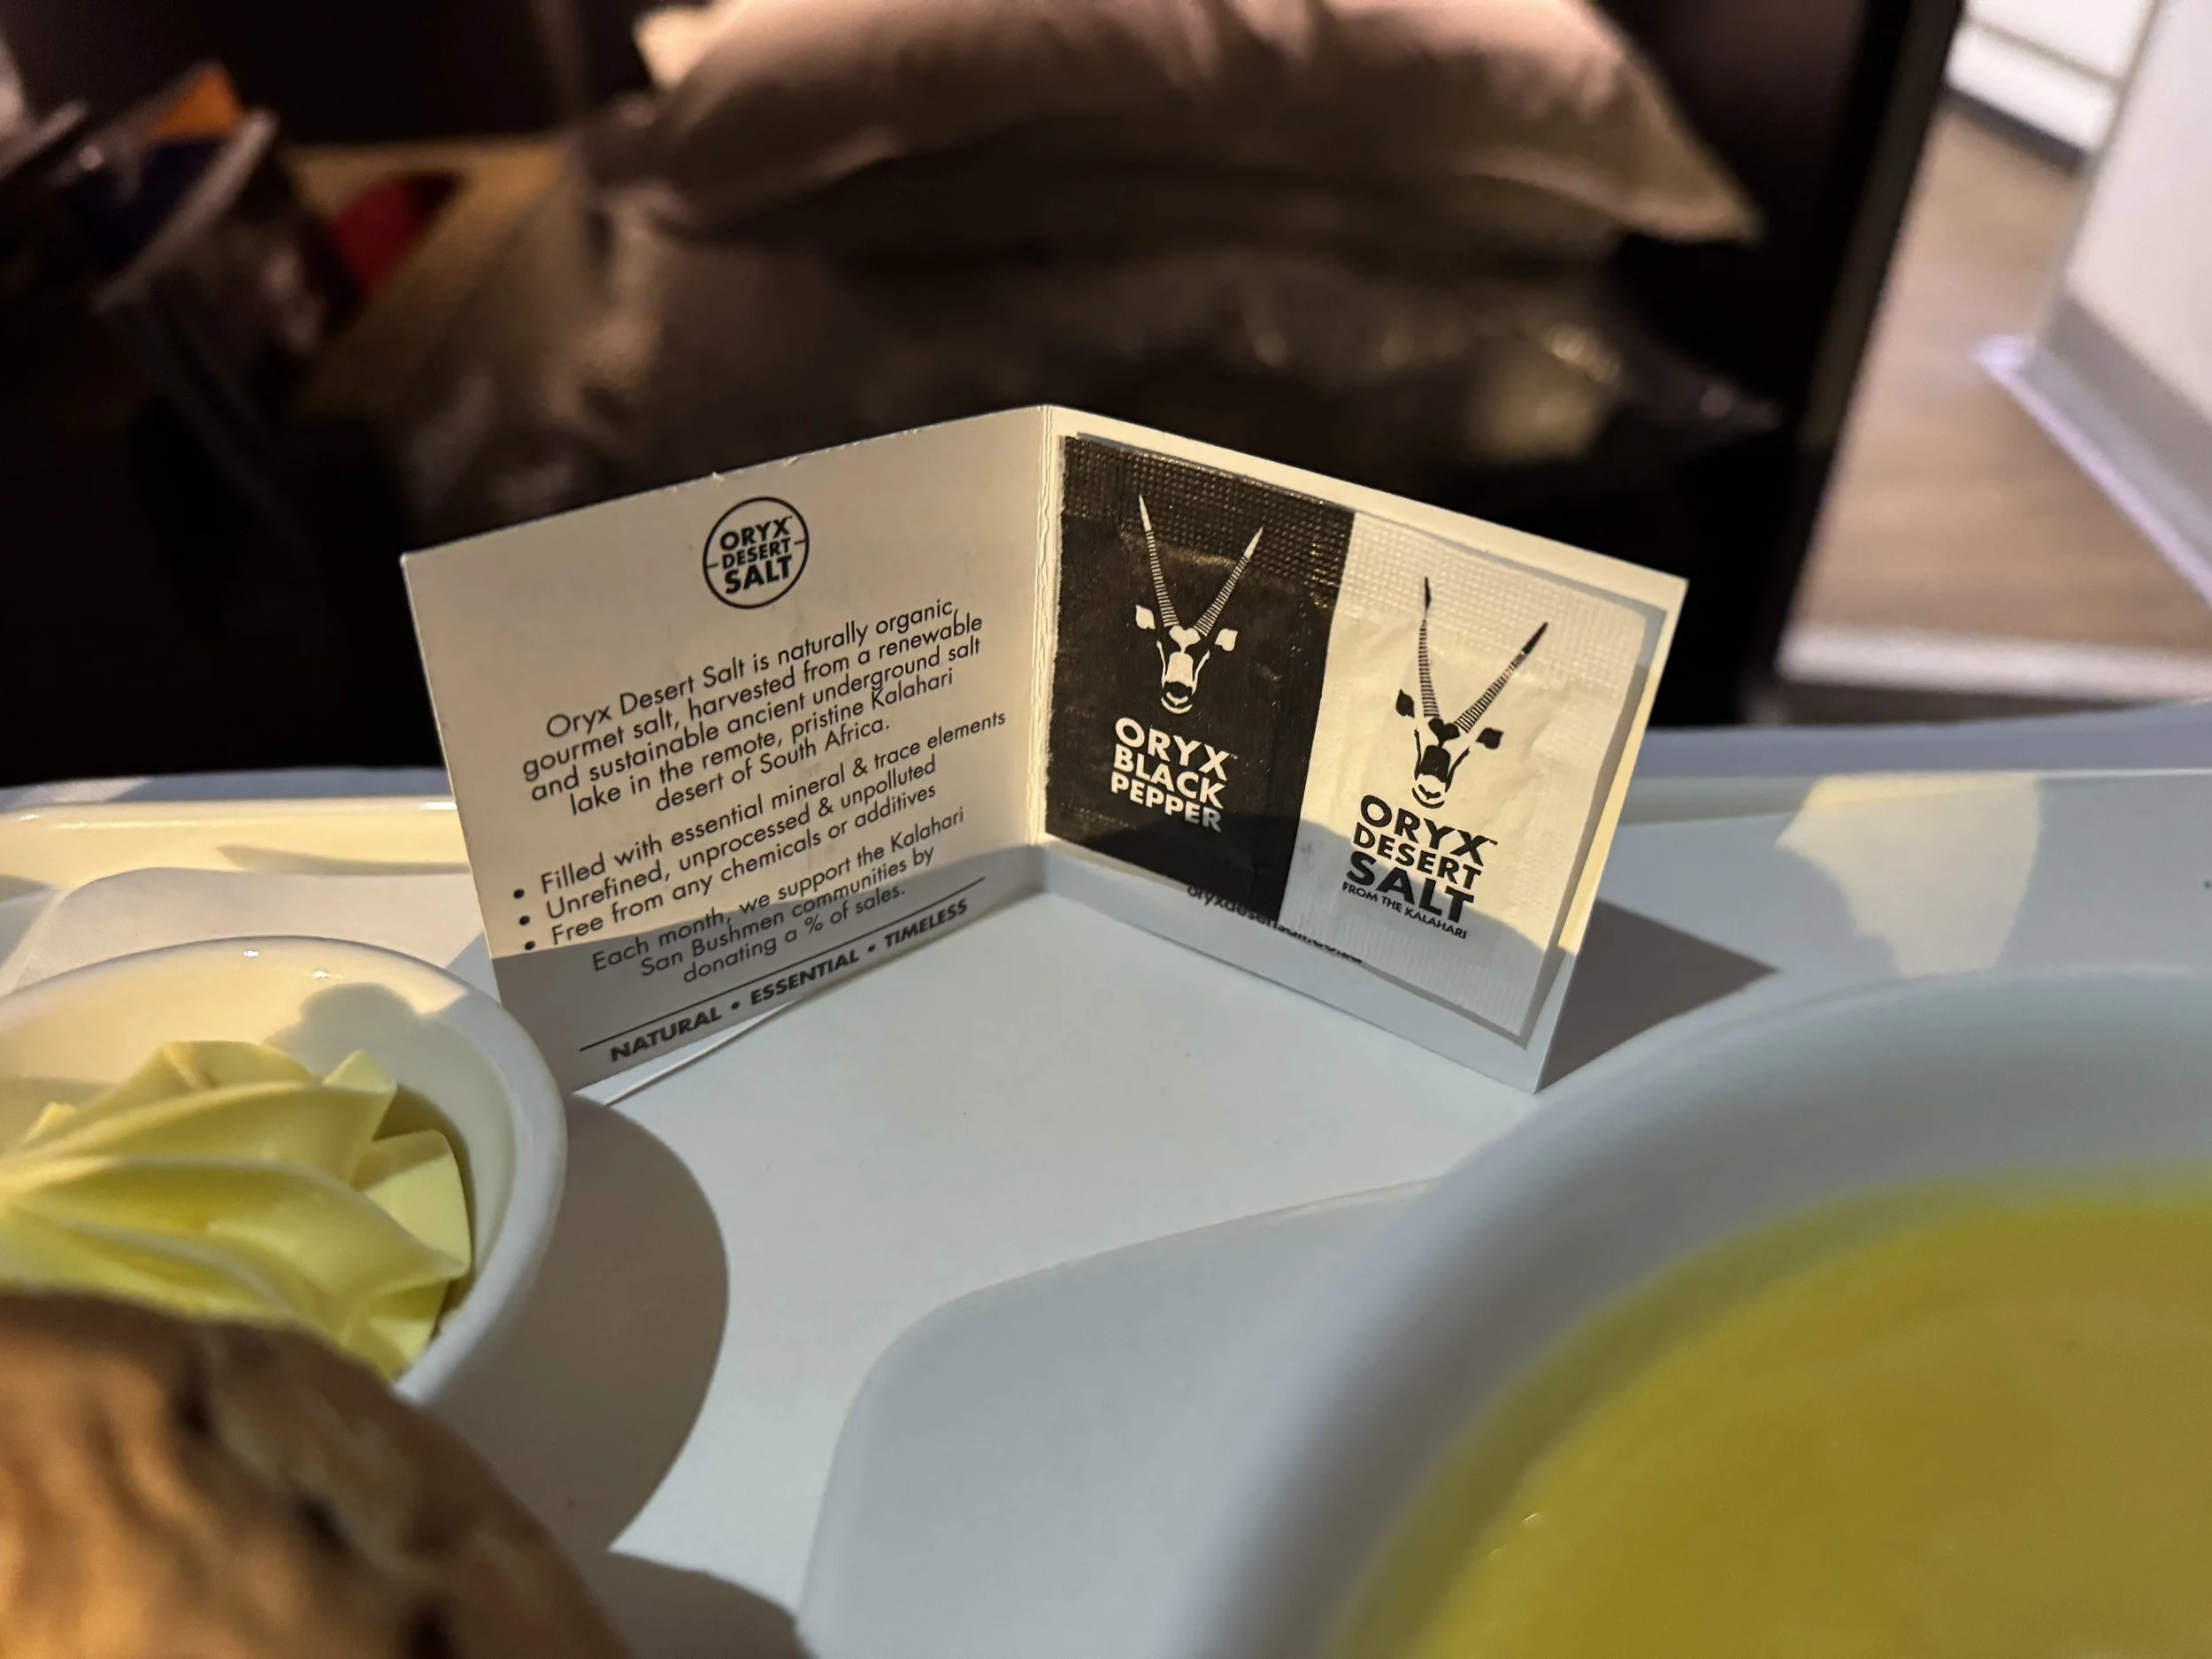 ORYX™
DESERT
SALT
Oryx Desert Salt is naturally organic,
gourmet salt, harvested from a renewable
and sustainable ancient underground salt
lake in the remote, pristine Kalahari
desert of South Africa.
• Filled with essential mineral & trace elements
• Unrefined, unprocessed & unpolluted
• Free from any chemicals or additives
Each month, we support the Kalahari
San Bushmen communities by
donating a % of sales.
NATURAL • ESSENTIAL • TIMELESS
ORYX™
BLACK
PEPPER
ORYX™
DESERT
SALT
FROM THE KALAHARI